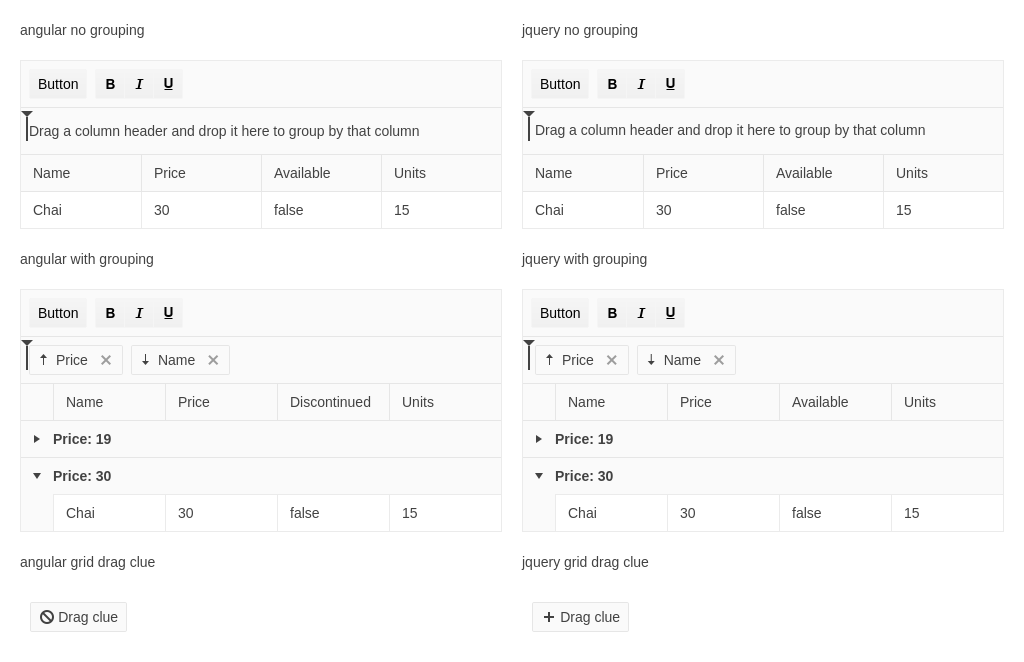 angular no grouping
Button B I U
Drag a column header and drop it here to group by that column
Name Price Available Units
Chai 30 false 15
angular with grouping
Button B I U
Price Name
Name Price Discontinued Units
Price: 19
Price: 30
Chai 30 false 15
angular grid drag clue
Drag clue
jquery no grouping
Button B I U
Drag a column header and drop it here to group by that column
Name Price Available Units
Chai 30 false 15
jquery with grouping
Button B I U
Price Name
Name Price Available Units
Price: 19
Price: 30
Chai 30 false 15
jquery grid drag clue
Drag clue